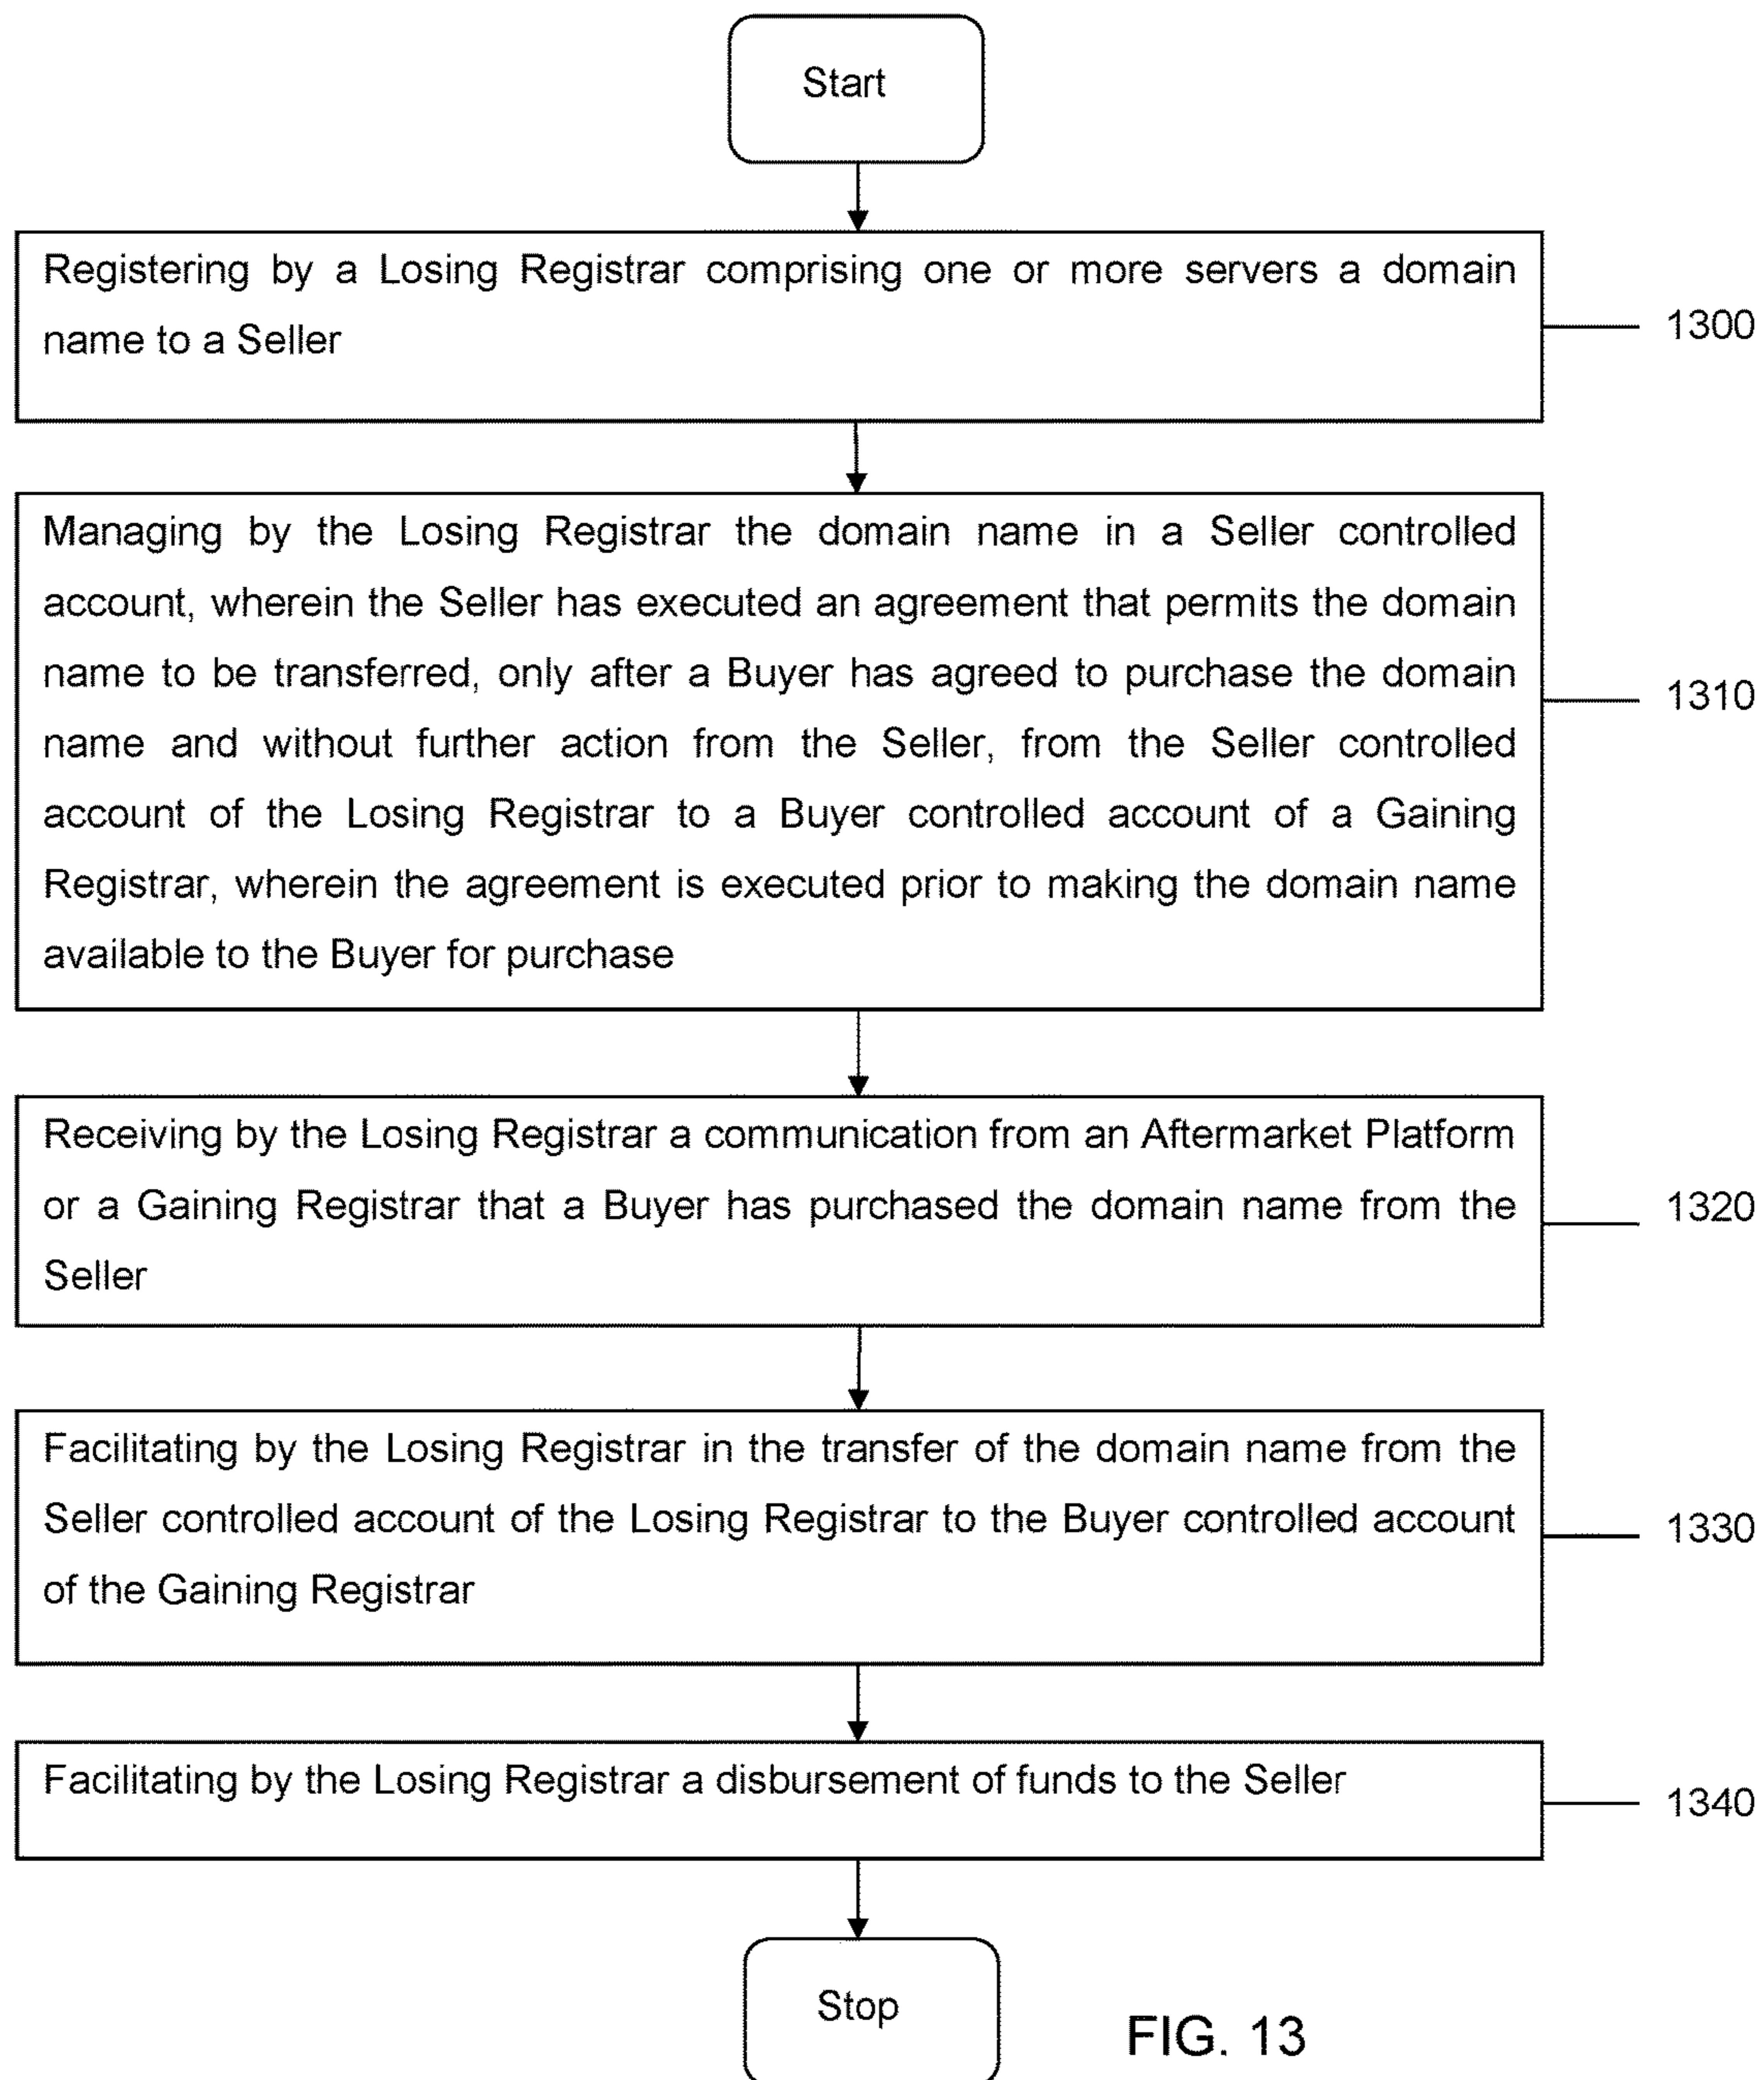 Start
Registering by a Losing Registrar comprising one or more servers a domain
name to a Seller
1300
Managing by the Losing Registrar the domain name in a Seller controlled
account, wherein the Seller has executed an agreement that permits the domain
name to be transferred, only after a Buyer has agreed to purchase the domain
name and without further action from the Seller, from the Seller controlled
account of the Losing Registrar to a Buyer controlled account of a Gaining
Registrar, wherein the agreement is executed prior to making the domain name
available to the Buyer for purchase
1310
Receiving by the Losing Registrar a communication from an Aftermarket Platform
or a Gaining Registrar that a Buyer has purchased the domain name from the
Seller
1320
Facilitating by the Losing Registrar in the transfer of the domain name from the
Seller controlled account of the Losing Registrar to the Buyer controlled account
of the Gaining Registrar
1330
Facilitating by the Losing Registrar a disbursement of funds to the Seller
1340
Stop
FIG. 13